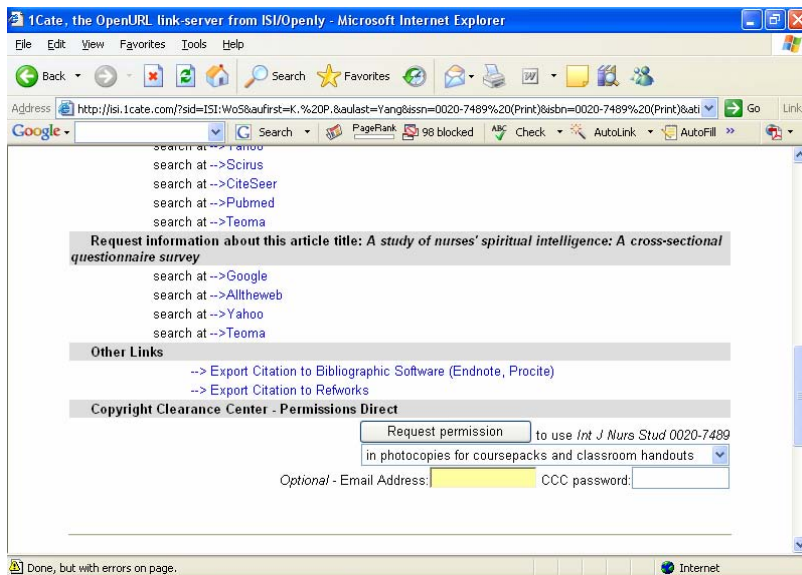 1Cate, the OpenURL link-server from ISI/Openly - Microsoft Internet Explorer
File Edit View Favorites Tools Help
Back Search Favorites
Address http://isi.1cate.com/?sid=ISI:WoS&aufirst=K.%20P.&aulast=Yang&issn=0020-7489%20(Print)&isbn=0020-7489%20(Print)&ati Go Link
Google Search PageRank 98 blocked ABC Check AutoLink AutoFill »
search at -->Yahoo
search at -->Scirus
search at -->CiteSeer
search at -->Pubmed
search at -->Teoma
Request information about this article title: A study of nurses' spiritual intelligence: A cross-sectional
questionnaire survey
search at -->Google
search at -->Alltheweb
search at -->Yahoo
search at -->Teoma
Other Links
--> Export Citation to Bibliographic Software (Endnote, Procite)
--> Export Citation to Refworks
Copyright Clearance Center - Permissions Direct
Request permission to use Int J Nurs Stud 0020-7489
in photocopies for coursepacks and classroom handouts
Optional - Email Address: CCC password:
Done, but with errors on page. Internet